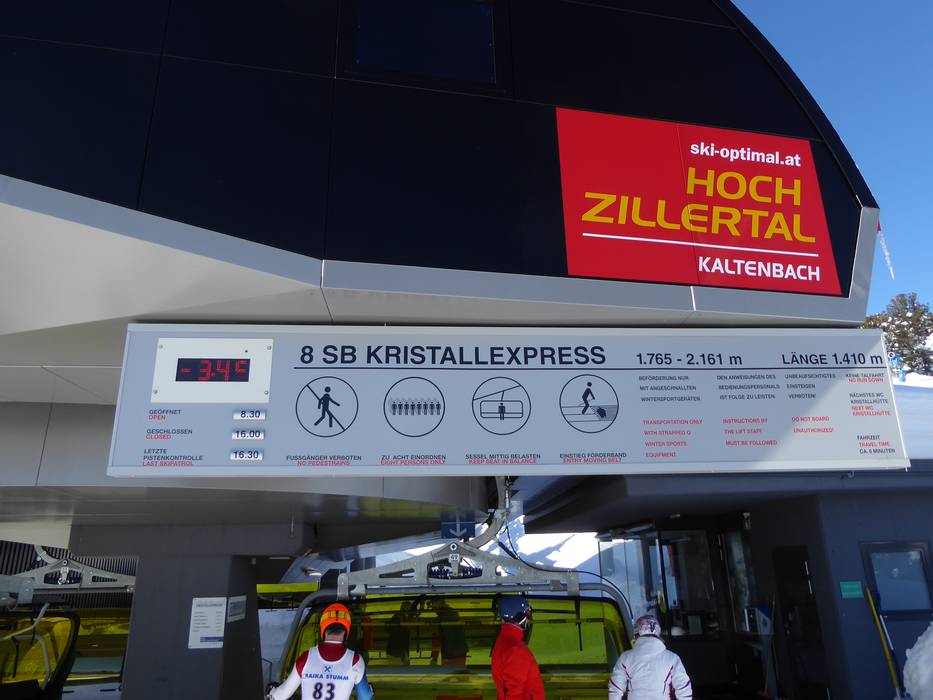 ski-optimal.at
HOCH
ZILLERTAL
KALTENBACH
-3.4°C
8 SB KRISTALLEXPRESS
1.765 - 2.161 m
LÄNGE 1.410 m
GEÖFFNET
OPEN
8.30
GESCHLOSSEN
CLOSED
16.00
LETZTE
PISTENKONTROLLE
LAST SKIPATROL
16.30
FUSSGÄNGER VERBOTEN
NO PEDESTRAINS
ZU ACHT EINORDNEN
EIGHT PERSONS ONLY
SESSEL MITTIG BELASTEN
KEEP SEAT IN BALANCE
EINSTIEG FÖRDERBAND
ENTRY MOVING BELT
BEFÖRDERUNG NUR
MIT ANGESCHNALLTEN
WINTERSPORTGERÄTEN.
TRANSPORTATION ONLY
WITH STRAPPED O
WINTER SPORTS
EQUIPMENT.
DEN ANWEISUNGEN DES
BEDIENUNGSPERSONALS
IST FOLGE ZU LEISTEN.
INSTRUCTIONS BY
THE LIFT STAFF
MUST BE FOLLOWED.
UNBEAUFSICHTIGTES
EINSTEIGEN
VERBOTEN!
DO NOT BOARD
UNAUTHORIZED!
KEINE TALFAHRT
NO RUN DOWN
NÄCHSTES WC
KRISTALLHÜTTE
NEXT WC
KRISTALLHÜTTE
FAHRZEIT
TRAVEL TIME
CA. 6 MINUTEN
67
RAIKA STUMM
83